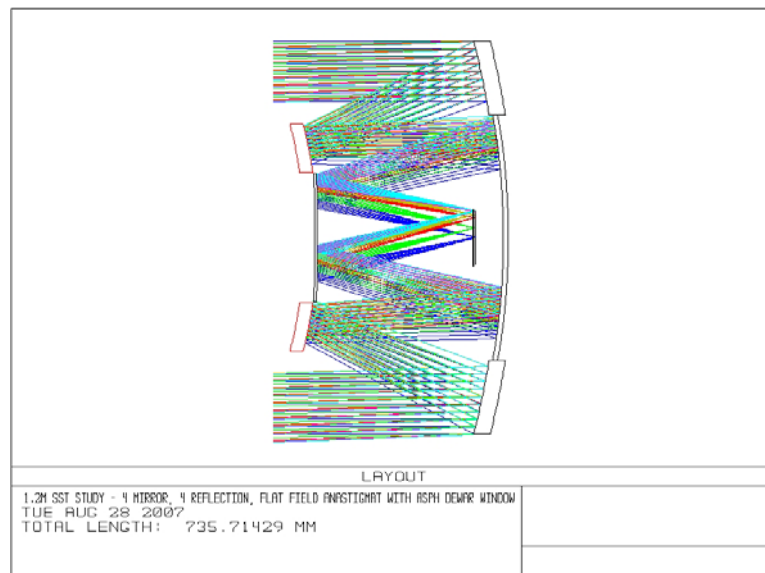 LAYOUT
1.2M SST STUDY - 4 MIRROR, 4 REFLECTION, FLAT FIELD ANASTIGMAT WITH ASPH DEWAR WINDOW
TUE AUG 28 2007
TOTAL LENGTH: 735.71429 MM